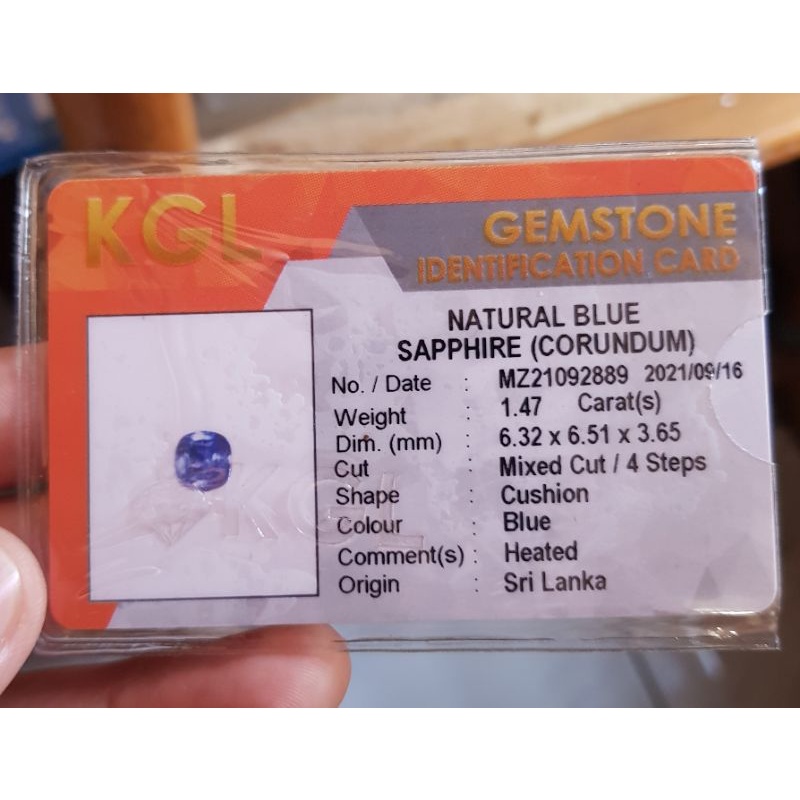 KGL
GEMSTONE
IDENTIFICATION CARD
NATURAL BLUE
SAPPHIRE (CORUNDUM)
No. / Date : MZ21092889 2021/09/16
Weight : 1.47 Carat(s)
Dim. (mm) : 6.32 x 6.51 x 3.65
Cut : Mixed Cut / 4 Steps
Shape : Cushion
Colour : Blue
Comment(s) : Heated
Origin : Sri Lanka
KGL